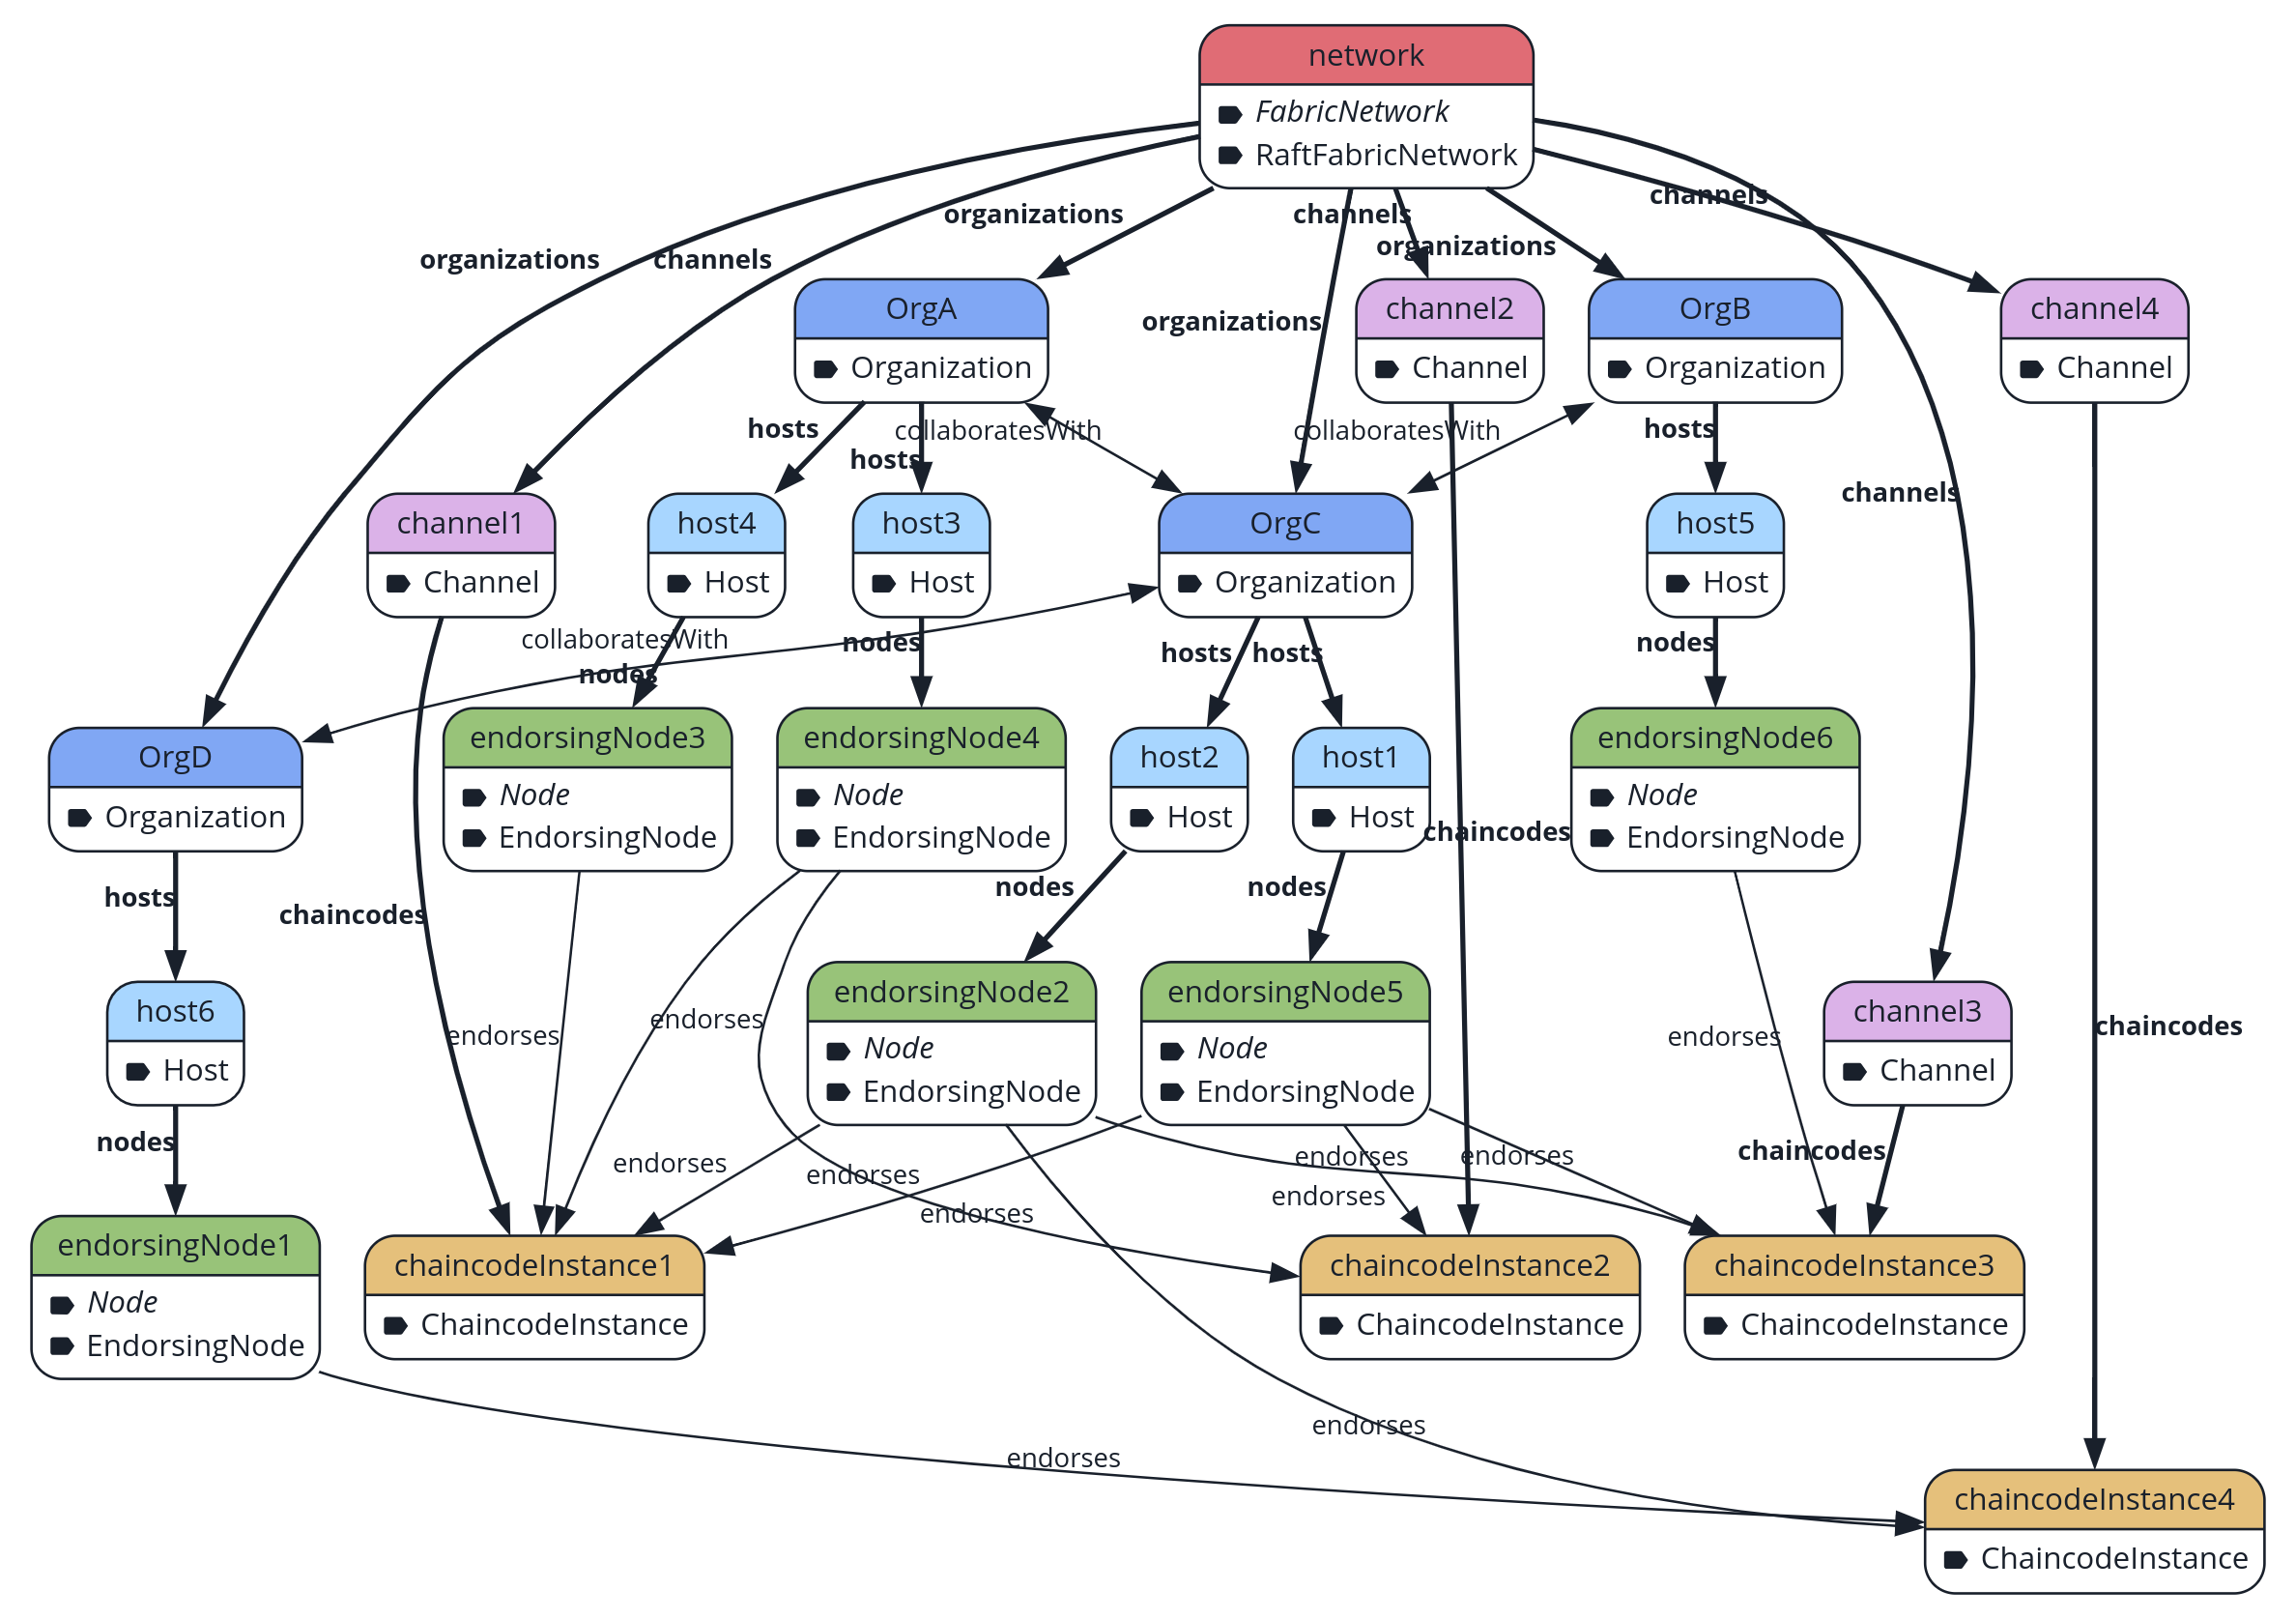 network
FabricNetwork
RaftFabricNetwork
channels
organizations
channels
organizations
organizations
channels
OrgA
Organization
organizations
channel2
Channel
OrgB
Organization
channel4
Channel
hosts
collaboratesWith
collaboratesWith
hosts
hosts
channels
channel1
Channel
host4
Host
host3
Host
OrgC
Organization
host5
Host
collaboratesWith
nodes
nodes
hosts
hosts
nodes
OrgD
Organization
endorsingNode3
Node
EndorsingNode
endorsingNode4
Node
EndorsingNode
host2
Host
host1
Host
chaincodes
endorsingNode6
Node
EndorsingNode
hosts
chaincodes
nodes
nodes
host6
Host
endorses
endorses
endorsingNode2
Node
EndorsingNode
endorsingNode5
Node
EndorsingNode
endorses
channel3
Channel
chaincodes
nodes
endorses
endorses
endorses
endorses
endorses
endorses
chaincodes
endorsingNode1
Node
EndorsingNode
chaincodeInstance1
ChaincodeInstance
chaincodeInstance2
ChaincodeInstance
chaincodeInstance3
ChaincodeInstance
endorses
endorses
chaincodeInstance4
ChaincodeInstance